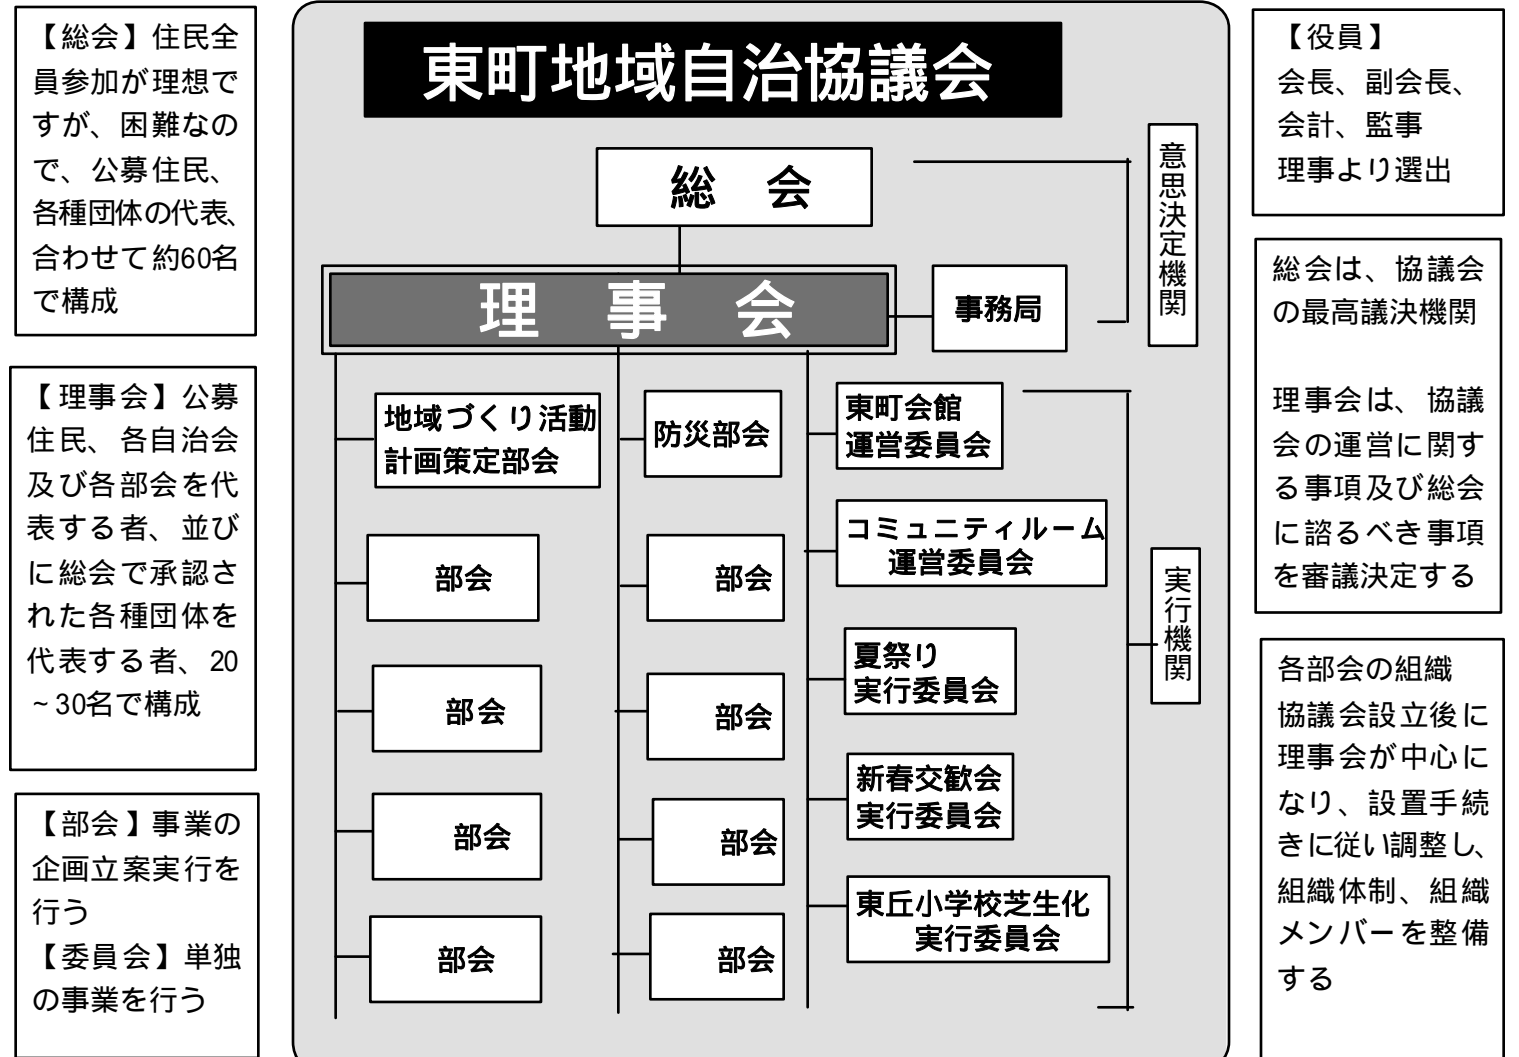 【総会】住民全
員参加が理想で
すが、困難なの
で、公募住民、
各種団体の代表、
合わせて約60名
で構成
【理事会】公募
住民、各自治会
及び各部会を代
表する者、並び
に総会で承認さ
れた各種団体を
代表する者、20
~30名で構成
【部会】事業の
企画立案実行を
行う
【委員会】単独
の事業を行う
東町地域自治協議会
総 会
理 事 会
事務局
意思決定機関
地域づくり活動
計画策定部会
部会
部会
部会
部会
防災部会
部会
部会
部会
部会
東町会館
運営委員会
コミュニティルーム
運営委員会
夏祭り
実行委員会
新春交歓会
実行委員会
東丘小学校芝生化
実行委員会
実行機関
【役員】
会長、副会長、
会計、監事
理事より選出
総会は、協議会
の最高議決機関
理事会は、協議
会の運営に関す
る事項及び総会
に諮るべき事項
を審議決定する
各部会の組織
協議会設立後に
理事会が中心に
なり、設置手続
きに従い調整し、
組織体制、組織
メンバーを整備
する